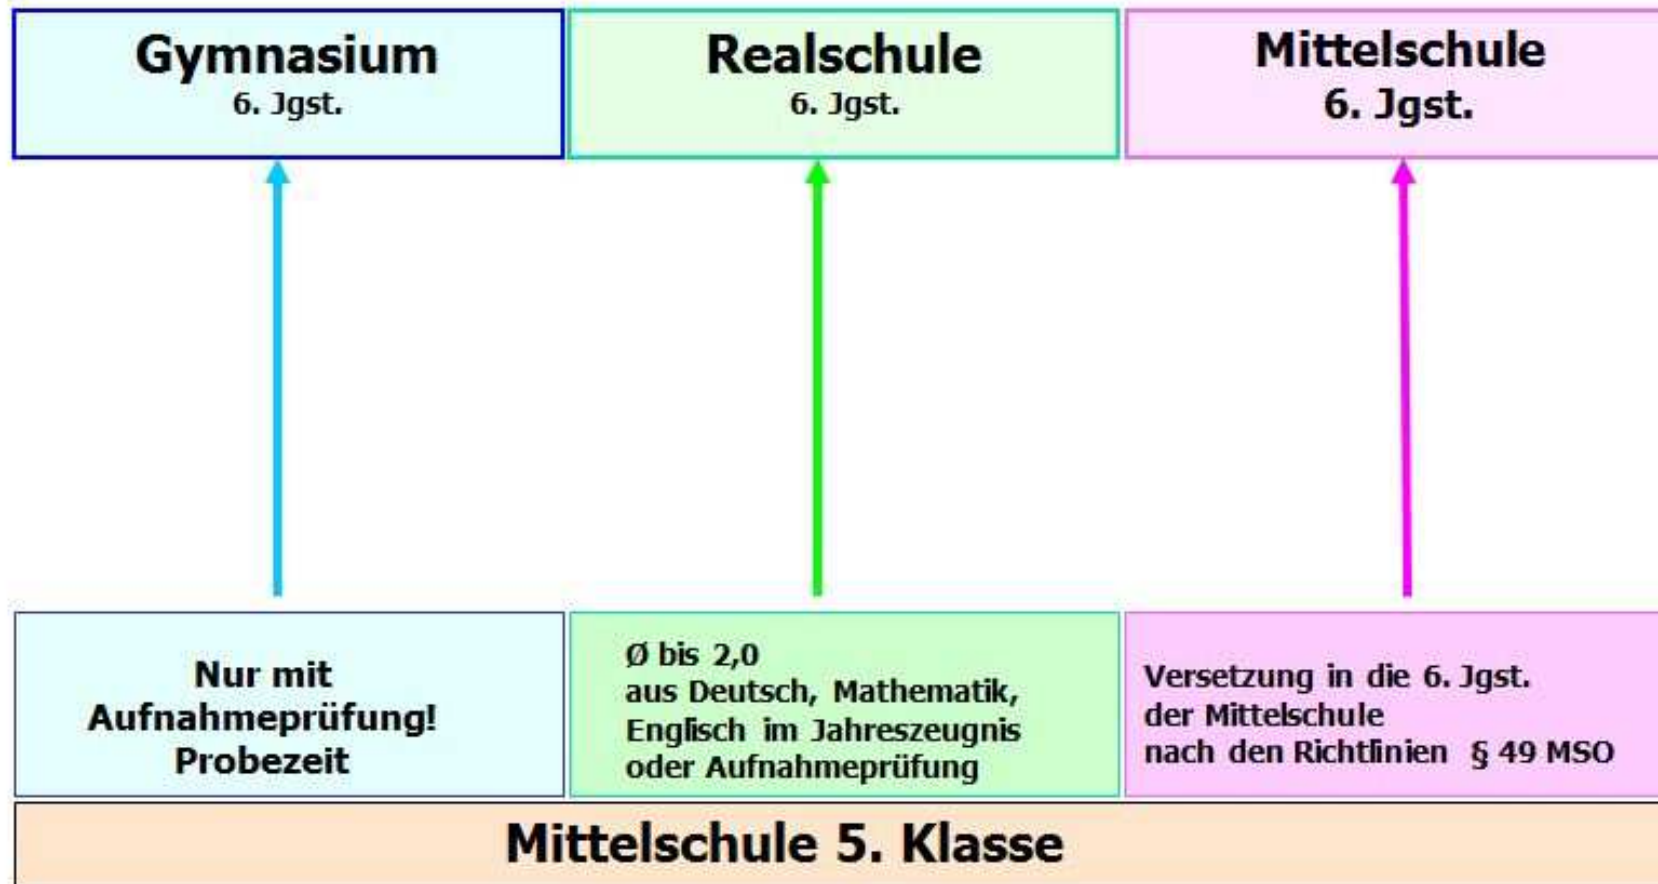 Gymnasium
6. Jgst.
Realschule
6. Jgst.
Mittelschule
6. Jgst.
Nur mit
Aufnahmeprüfung!
Probezeit
Ø bis 2,0
aus Deutsch, Mathematik,
Englisch im Jahreszeugnis
oder Aufnahmeprüfung
Versetzung in die 6. Jgst.
der Mittelschule
nach den Richtlinien § 49 MSO
Mittelschule 5. Klasse